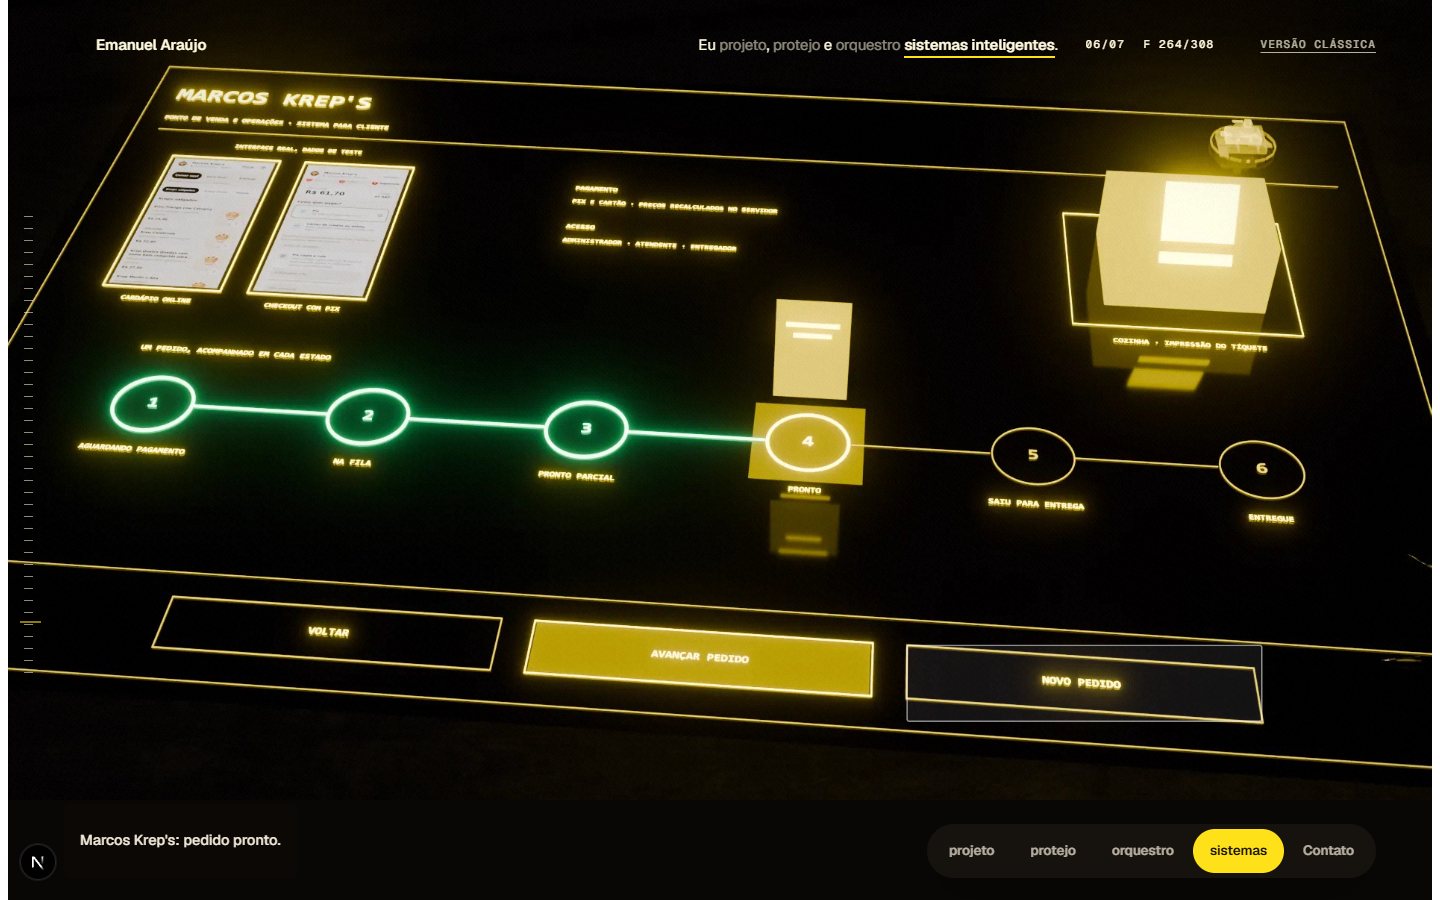 Emanuel Araújo
Eu projeto, protejo e orquestro sistemas inteligentes.
06/07 F 264/308
VERSÃO CLÁSSICA
MARCOS KREP'S
PONTO DE VENDA E OPERAÇÕES · SISTEMA PARA CLIENTE
INTERFACE REAL, DADOS DE TESTE
R$ 61,70
CARDÁPIO ONLINE
CHECKOUT COM PIX
PAGAMENTO
PIX E CARTÃO · PREÇOS RECALCULADOS NO SERVIDOR
ACESSO
ADMINISTRADOR · ATENDENTE · ENTREGADOR
COZINHA · IMPRESSÃO DO TÍQUETE
UM PEDIDO, ACOMPANHADO EM CADA ESTADO
1
2
3
4
5
6
AGUARDANDO PAGAMENTO
NA FILA
PRONTO PARCIAL
PRONTO
SAIU PARA ENTREGA
ENTREGUE
VOLTAR
AVANÇAR PEDIDO
NOVO PEDIDO
Marcos Krep's: pedido pronto.
N
projeto
protejo
orquestro
sistemas
Contato